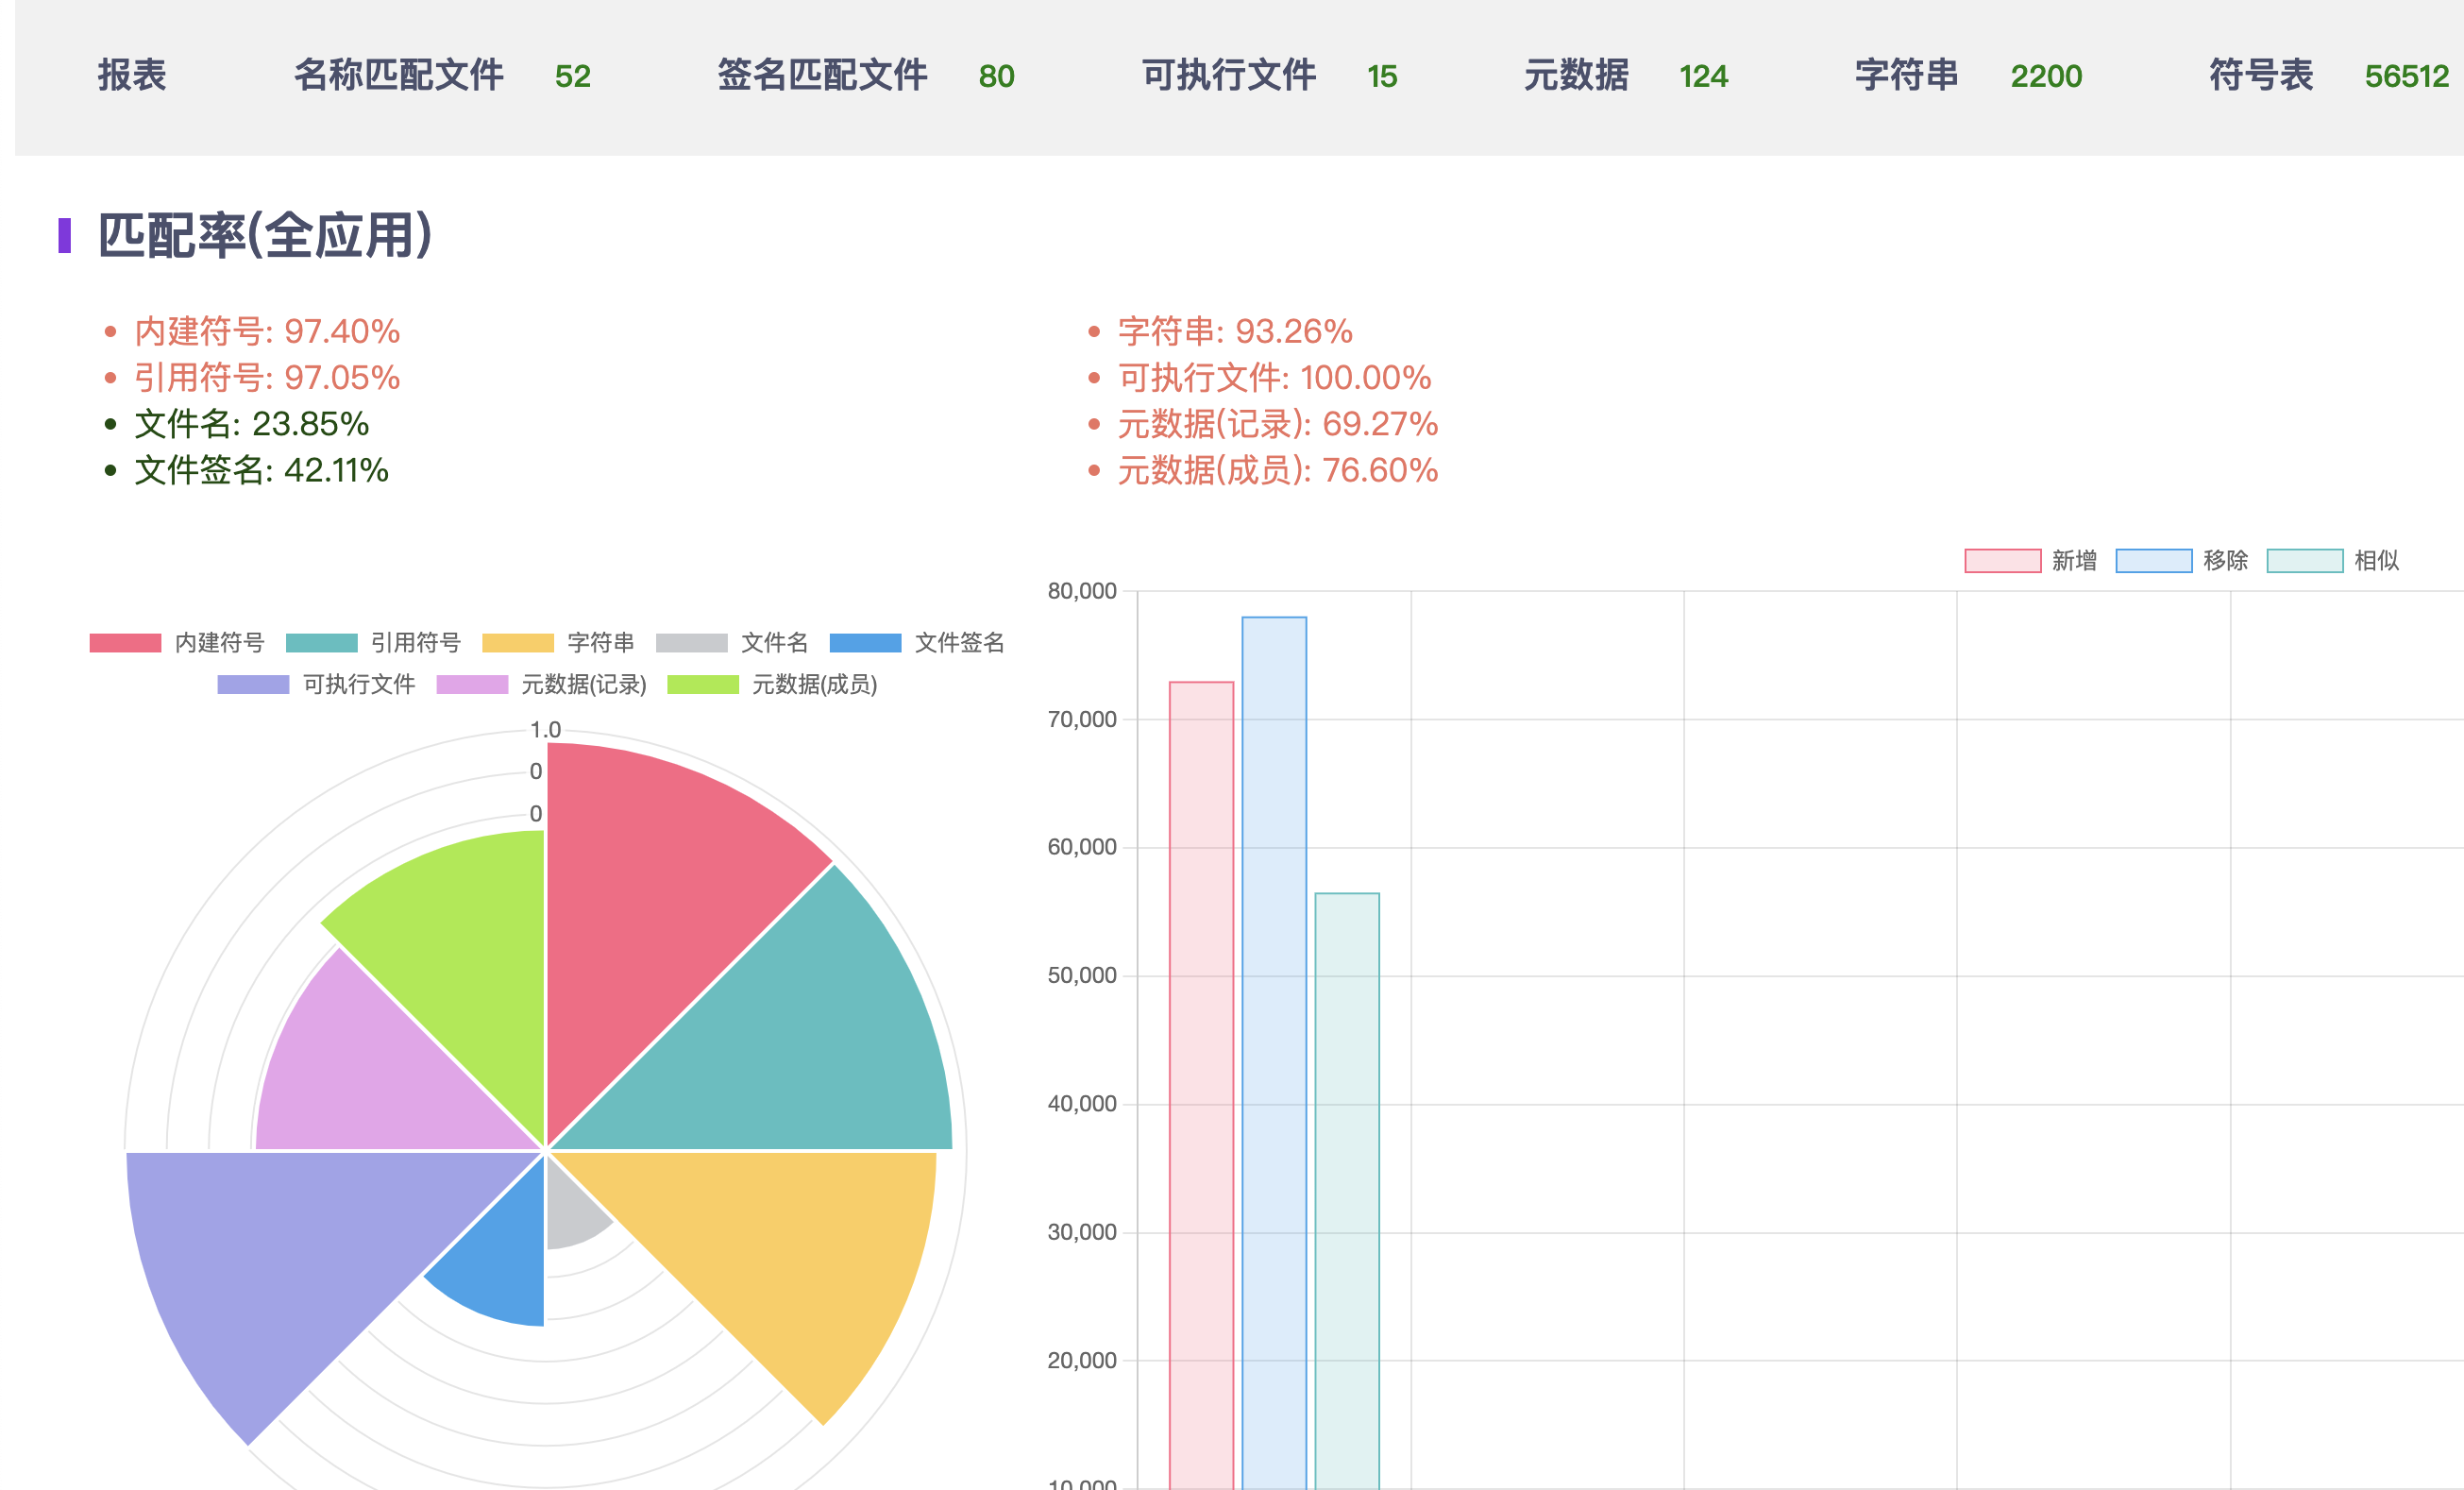 报表 名称匹配文件 52 签名匹配文件 80 可执行文件 15 元数据 124 字符串 2200 符号表 56512
匹配率(全应用)
内建符号: 97.40%
引用符号: 97.05%
文件名: 23.85%
文件签名: 42.11%
字符串: 93.26%
可执行文件: 100.00%
元数据(记录): 69.27%
元数据(成员): 76.60%
内建符号 引用符号 字符串 文件名 文件签名
可执行文件 元数据(记录) 元数据(成员)
1.0
0
0
新增 移除 相似
80,000
70,000
60,000
50,000
40,000
30,000
20,000
10,000